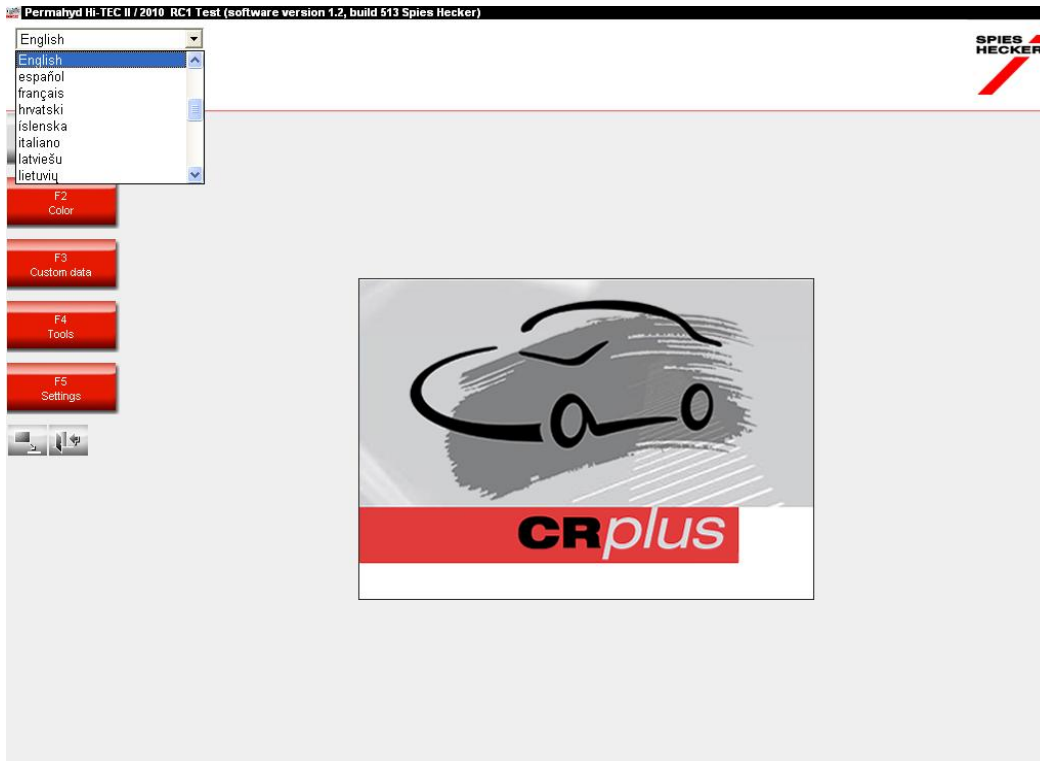 Permahyd Hi-TEC II / 2010 RC1 Test (software version 1.2, build 513 Spies Hecker)
English
SPIES
HECKER
English
español
français
hrvatski
íslenska
italiano
latviešu
lietuvių
F2
Color
F3
Custom data
F4
Tools
F5
Settings
CRplus